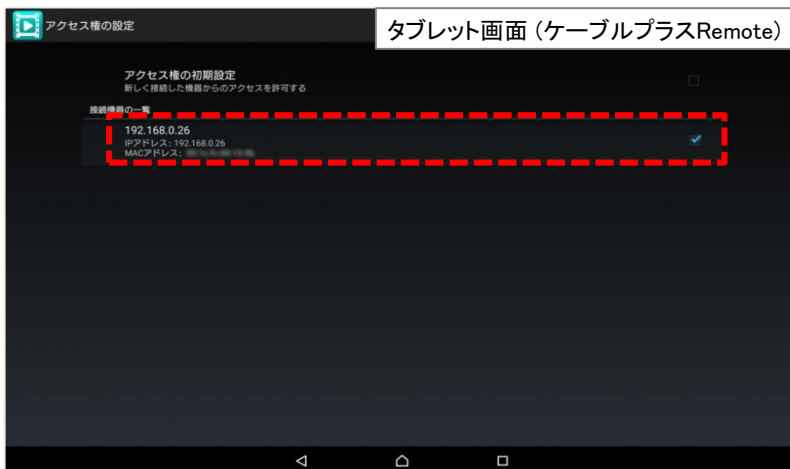 アクセス権の設定
タブレット画面（ケーブルプラスRemote）
アクセス権の初期設定
新しく接続した機器からのアクセスを許可する
接続機器の一覧
192.168.0.26
IPアドレス: 192.168.0.26
MACアドレス: